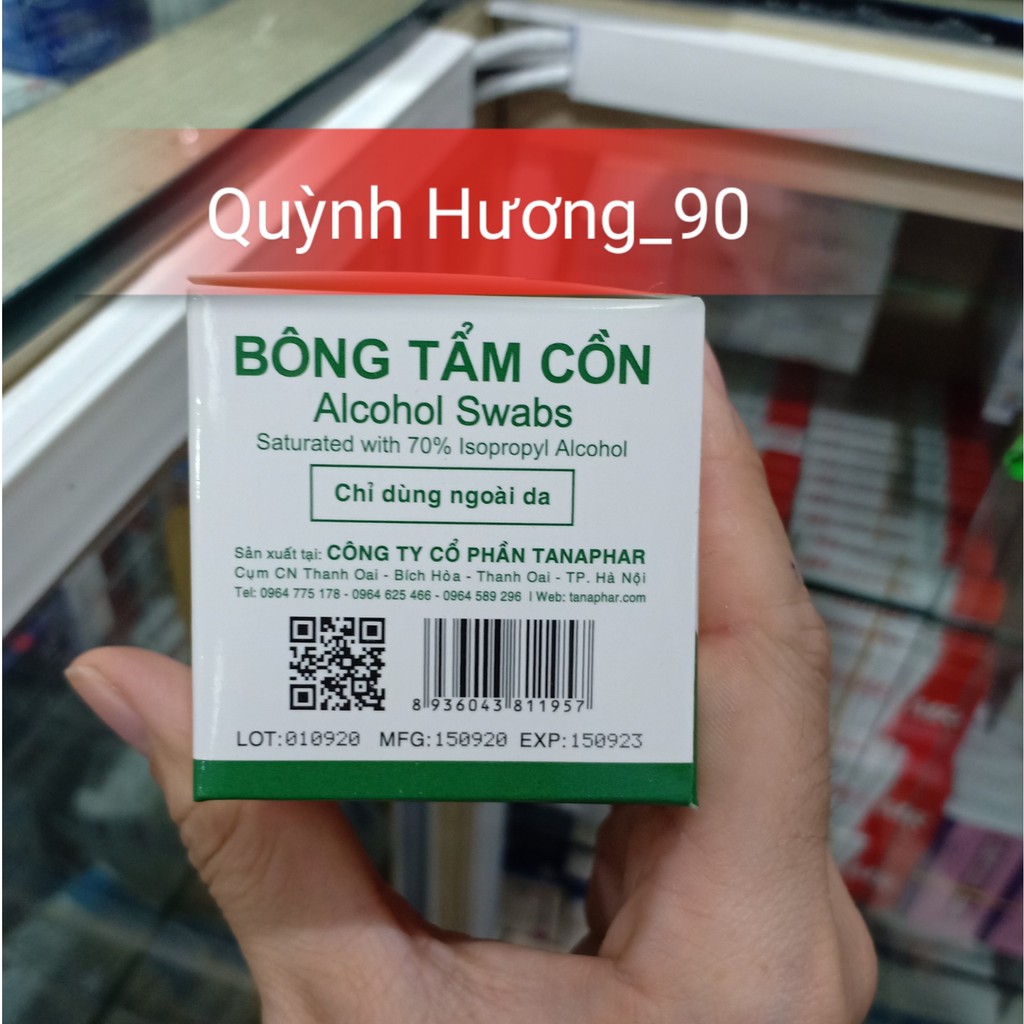 Quỳnh Hương_90
BÔNG TẨM CỒN
Alcohol Swabs
Saturated with 70% Isopropyl Alcohol
Chỉ dùng ngoài da
Sản xuất tại: CÔNG TY CỔ PHẦN TANAPHAR
Cụm CN Thanh Oai - Bích Hòa - Thanh Oai - TP. Hà Nội
Tel: 0964 775 178 - 0964 625 466 - 0964 589 296 | Web: tanaphar.com
8 936043 811957
LOT:010920 MFG:150920 EXP:150923